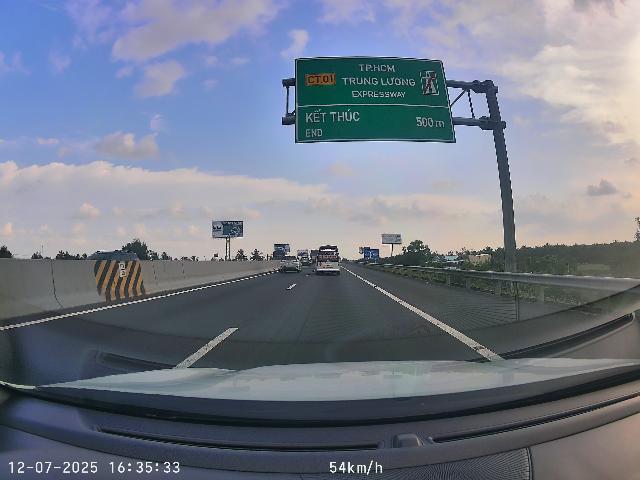 TP.HCM
CT.01
TRUNG LƯƠNG
EXPRESSWAY
KẾT THÚC
500 m
END
12-07-2025 16:35:33
54km/h